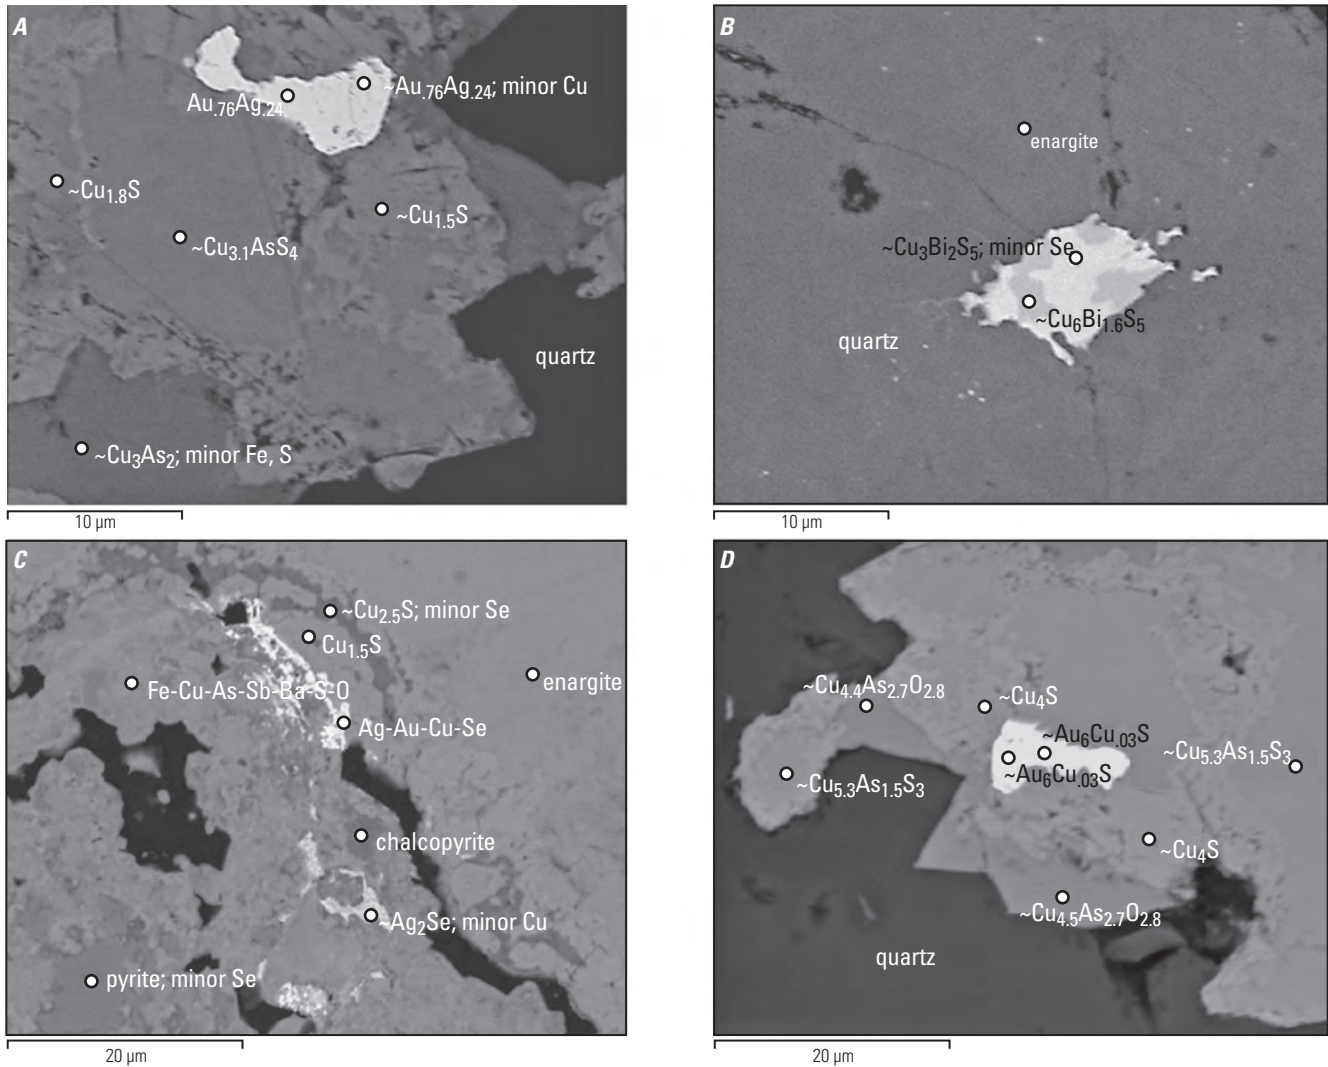 A
Au.76Ag.24
~Au.76Ag.24; minor Cu
~Cu1.8S
~Cu1.5S
~Cu3.1AsS4
quartz
~Cu3As2; minor Fe, S
10 µm
B
enargite
~Cu3Bi2S5; minor Se
~Cu6Bi1.6S5
quartz
10 µm
C
~Cu2.5S; minor Se
Cu1.5S
enargite
Fe-Cu-As-Sb-Ba-S-O
Ag-Au-Cu-Se
chalcopyrite
~Ag2Se; minor Cu
pyrite; minor Se
20 µm
D
~Cu4.4As2.7O2.8
~Cu4S
~Au6Cu.03S
~Cu5.3As1.5S3
~Au6Cu.03S
~Cu5.3As1.5S3
~Cu4S
~Cu4.5As2.7O2.8
quartz
20 µm